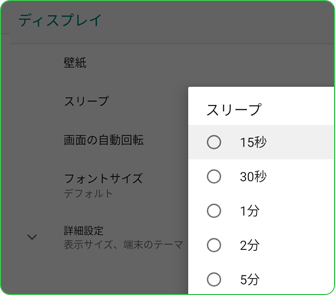 ディスプレイ
壁紙
スリープ
画面の自動回転
フォントサイズ
デフォルト
詳細設定
表示サイズ、端末のテーマ
スリープ
15秒
30秒
1分
2分
5分